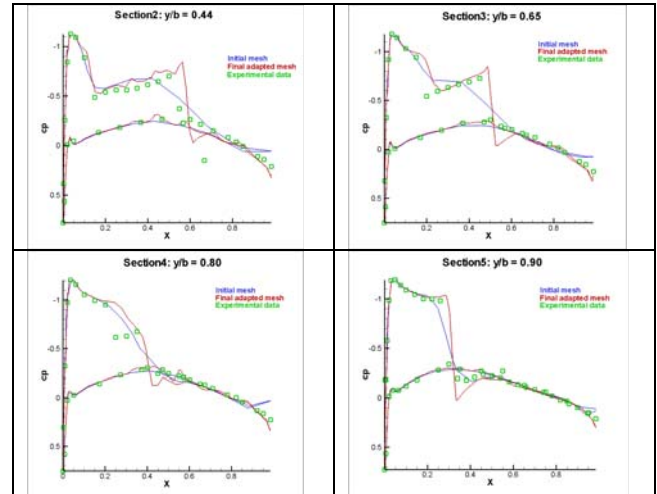 Section2: y/b = 0.44
Initial mesh
Final adapted mesh
Experimental data
-1
-0.5
0
0.5
cp
0
0.2
0.4
0.6
0.8
X
Section3: y/b = 0.65
Initial mesh
Final adapted mesh
Experimental data
-1
-0.5
0
0.5
cp
0
0.2
0.4
0.6
0.8
X
Section4: y/b = 0.80
Initial mesh
Final adapted mesh
Experimental data
-1
-0.5
0
0.5
cp
0
0.2
0.4
0.6
0.8
X
Section5: y/b = 0.90
Initial mesh
Final adapted mesh
Experimental data
-1
-0.5
0
0.5
cp
0
0.2
0.4
0.6
0.8
X